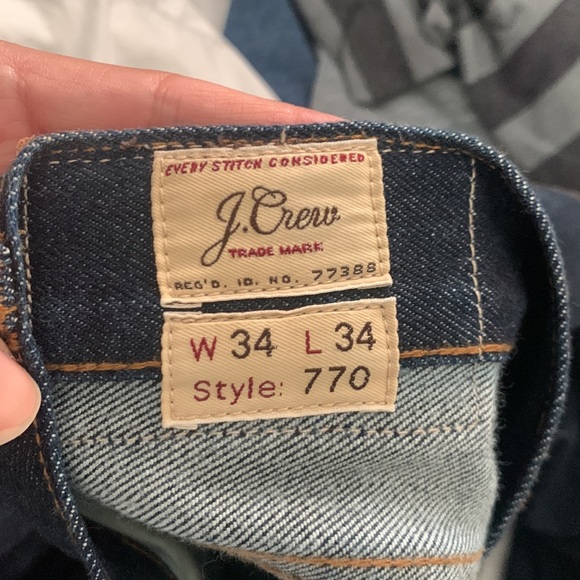 EVERY STITCH CONSIDERED
J.Crew
TRADE MARK
REG'D. ID. NO. 77388
W 34 L 34
Style: 770